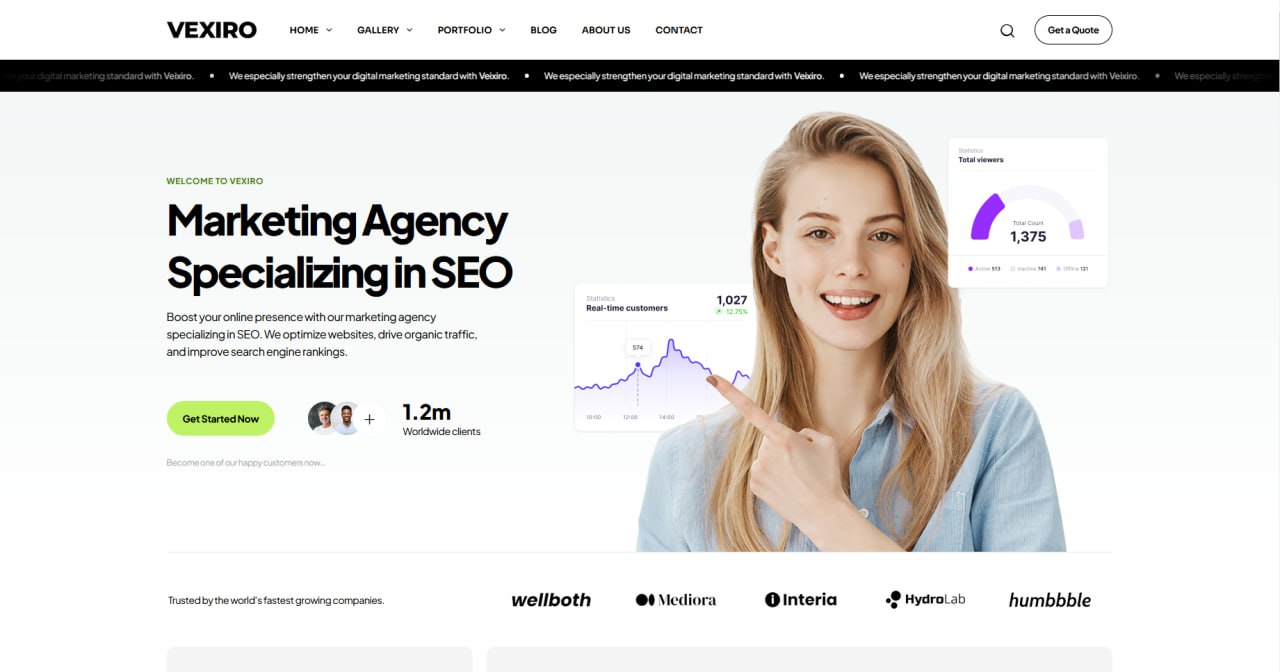 VEXIRO
HOME
GALLERY
PORTFOLIO
BLOG
ABOUT US
CONTACT
Get a Quote
your digital marketing standard with Veixiro. • We especially strengthen your digital marketing standard with Veixiro. • We especially strengthen your digital marketing standard with Veixiro. • We especially strengthen your digital marketing standard with Veixiro. • We especially strengthen
WELCOME TO VEXIRO
Marketing Agency
Specializing in SEO
Boost your online presence with our marketing agency
specializing in SEO. We optimize websites, drive organic traffic,
and improve search engine rankings.
Get Started Now
+
1.2m
Worldwide clients
Become one of our happy customers now...
Statistics
Real-time customers
1,027
12.75%
574
10:00 12:00 14:00
Statistics
Total viewers
Total Count
1,375
Active 513 Inactive 741 Offline 121
Trusted by the world's fastest growing companies.
wellboth
Mediora
Interia
HydroLab
humbbble